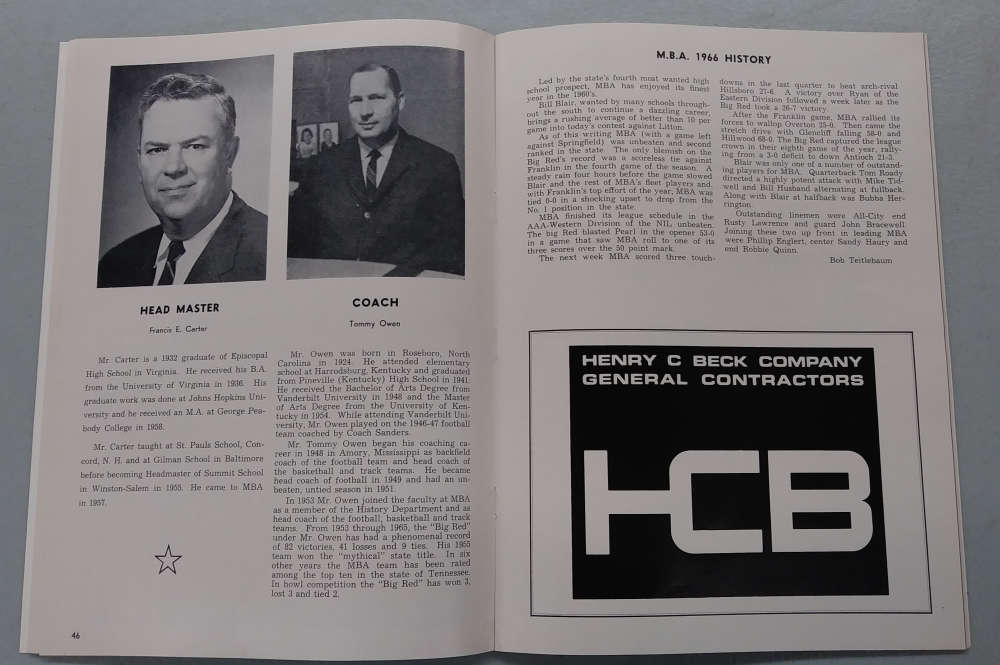 HEAD MASTER
Francis E. Carter
Mr. Carter is a 1932 graduate of Episcopal
High School in Virginia. He received his B.A.
from the University of Virginia in 1936. His
graduate work was done at Johns Hopkins Uni-
versity and he received an M.A. at George Pea-
body College in 1958.
Mr. Carter taught at St. Pauls School, Con-
cord, N. H. and at Gilman School in Baltimore
before becoming Headmaster of Summit School
in Winston-Salem in 1955. He came to MBA
in 1957.
46
COACH
Tommy Owen
Mr. Owen was born in Roseboro, North
Carolina in 1924. He attended elementary
school at Harrodsburg, Kentucky and graduated
from Pineville (Kentucky) High School in 1941.
He received the Bachelor of Arts Degree from
Vanderbilt University in 1948 and the Master
of Arts Degree from the University of Ken-
tucky in 1954. While attending Vanderbilt Uni-
versity, Mr. Owen played on the 1946-47 football
team coached by Coach Sanders.
Mr. Tommy Owen began his coaching ca-
reer in 1948 in Amory, Mississippi as backfield
coach of the football team and head coach of
the basketball and track teams. He became
head coach of football in 1949 and had an un-
beaten, untied season in 1951.
In 1953 Mr. Owen joined the faculty at MBA
as a member of the History Department and as
head coach of the football, basketball and track
teams. From 1953 through 1965, the "Big Red"
under Mr. Owen has had a phenomenal record
of 82 victories, 41 losses and 9 ties. His 1955
team won the "mythical" state title. In six
other years the MBA team has been rated
among the top ten in the state of Tennessee.
In bowl competition the "Big Red" has won 3,
lost 3 and tied 2.
M.B.A. 1966 HISTORY
Led by the state's fourth most wanted high
school prospect, MBA has enjoyed its finest
year in the 1960's.
Bill Blair, wanted by many schools through-
out the south to continue a dazzling career,
brings a rushing average of better than 10 per
game into today's contest against Litton.
As of this writing MBA (with a game left
against Springfield) was unbeaten and second
ranked in the state. The only blemish on the
Big Red's record was a scoreless tie against
Franklin in the fourth game of the season. A
steady rain four hours before the game slowed
Blair and the rest of MBA's fleet players and,
with Franklin's top effort of the year, MBA was
tied 0-0 in a shocking upset to drop from the
No. 1 position in the state.
MBA finished its league schedule in the
AAA-Western Division of the NIL unbeaten.
The big Red blasted Pearl in the opener 53-0
in a game that saw MBA roll to one of its
three scores over the 50 point mark.
The next week MBA scored three touch-
downs in the last quarter to beat arch-rival
Hillsboro 27-6. A victory over Ryan of the
Eastern Division followed a week later as the
Big Red took a 26-7 victory.
After the Franklin game, MBA rallied its
forces to wallop Overton 25-0. Then came the
stretch drive with Glencliff falling 58-0 and
Hillwood 68-0. The Big Red captured the league
crown in their eighth game of the year, rally-
ing from a 3-0 deficit to down Antioch 21-3.
Blair was only one of a number of outstand-
ing players for MBA. Quarterback Tom Roady
directed a highly potent attack with Mike Tid-
well and Bill Husband alternating at fullback.
Along with Blair at halfback was Bubba Her-
rington.
Outstanding linemen were All-City end
Rusty Lawrence and guard John Bracewell.
Joining these two up front in leading MBA
were Phillip Englert, center Sandy Haury and
end Robbie Quinn.
Bob Teitlebaum
HENRY C BECK COMPANY
GENERAL CONTRACTORS
HCB